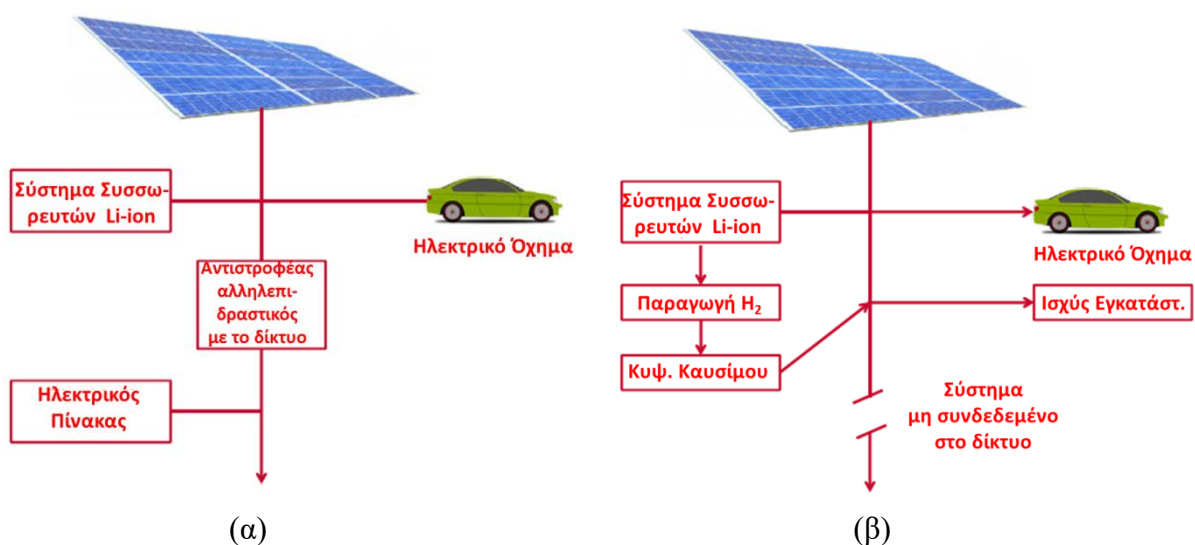 Σύστημα Συσσω-
ρευτών Li-ion
Ηλεκτρικό Όχημα
Αντιστροφέας
αλληλεπι-
δραστικός
με το δίκτυο
Ηλεκτρικός
Πίνακας
(α)
Σύστημα Συσσω-
ρευτών Li-ion
Ηλεκτρικό Όχημα
Παραγωγή H₂
Ισχύς Εγκατάστ.
Κυψ. Καυσίμου
Σύστημα
μη συνδεδεμένο
στο δίκτυο
(β)